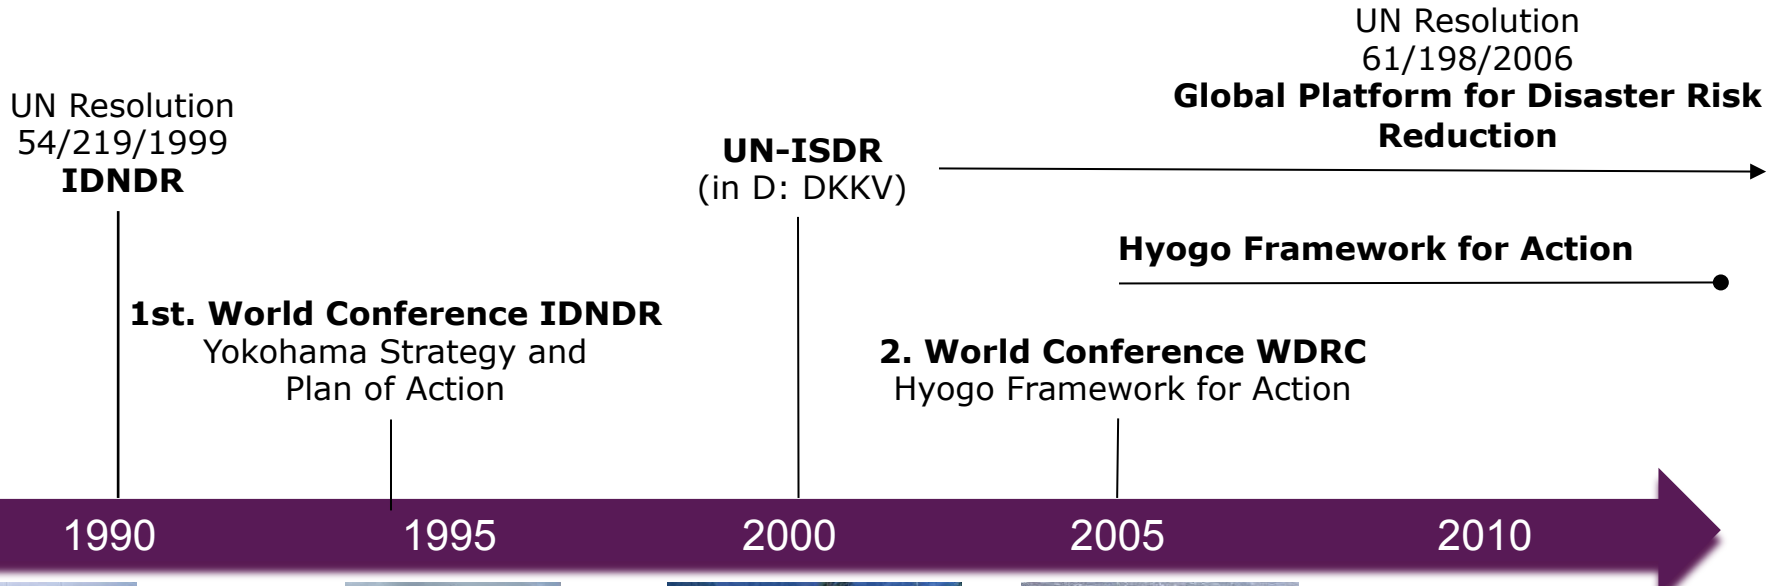 UN Resolution
54/219/1999
IDNDR
1st. World Conference IDNDR
Yokohama Strategy and
Plan of Action
UN-ISDR
(in D: DKKV)
2. World Conference WDRC
Hyogo Framework for Action
UN Resolution
61/198/2006
Global Platform for Disaster Risk
Reduction
Hyogo Framework for Action
1990 1995 2000 2005 2010